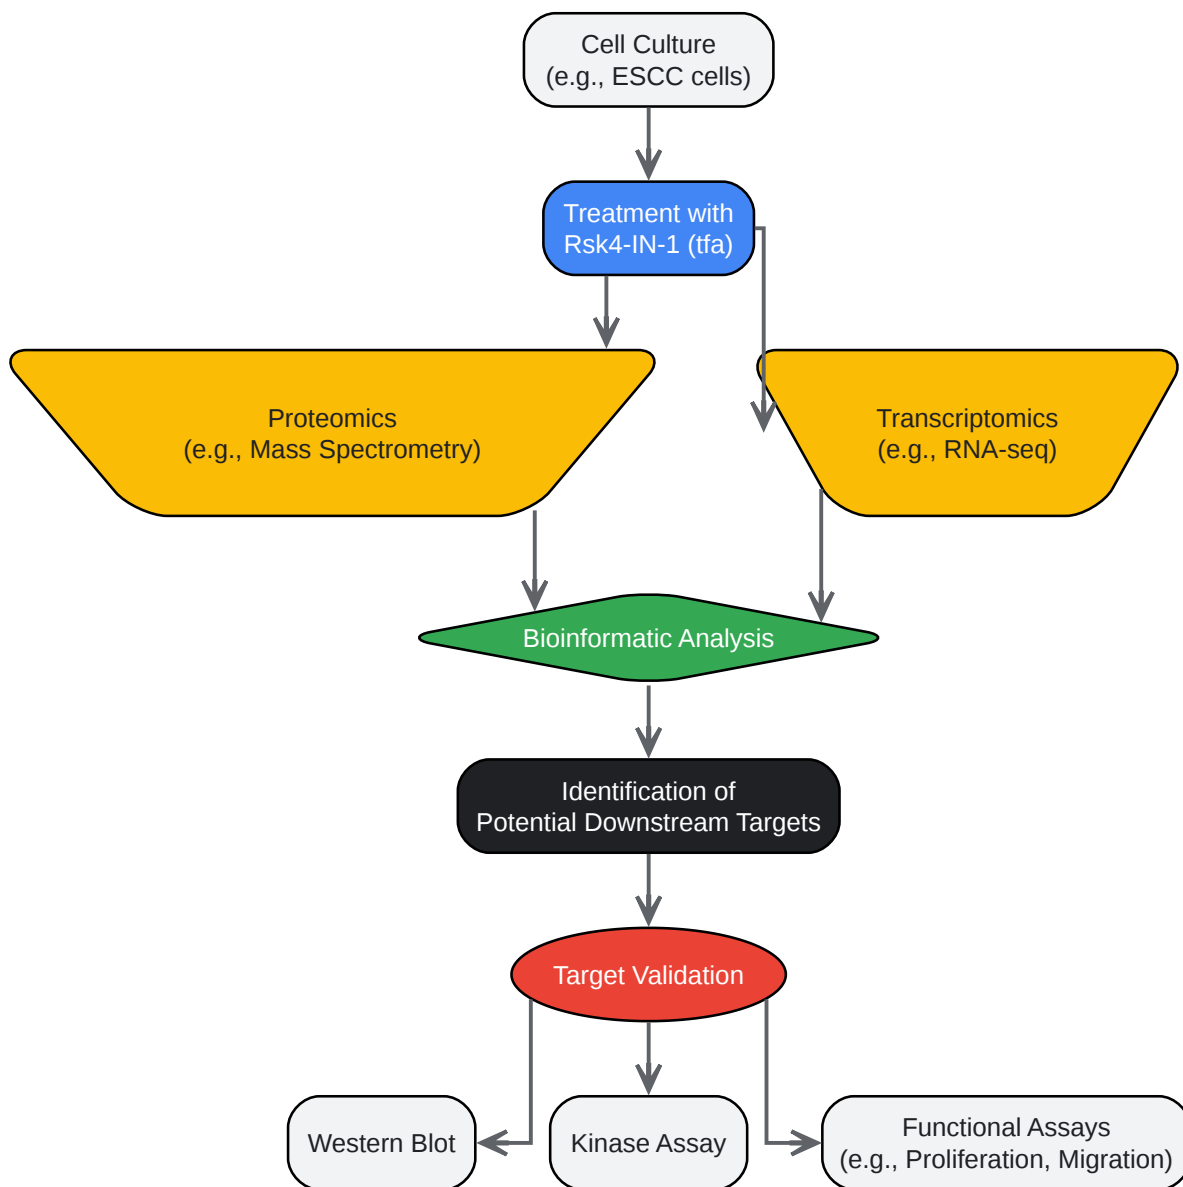 Cell Culture
(e.g., ESCC cells)
Treatment with
Rsk4-IN-1 (tfa)
Proteomics
(e.g., Mass Spectrometry)
Transcriptomics
(e.g., RNA-seq)
Bioinformatic Analysis
Identification of
Potential Downstream Targets
Target Validation
Western Blot
Kinase Assay
Functional Assays
(e.g., Proliferation, Migration)